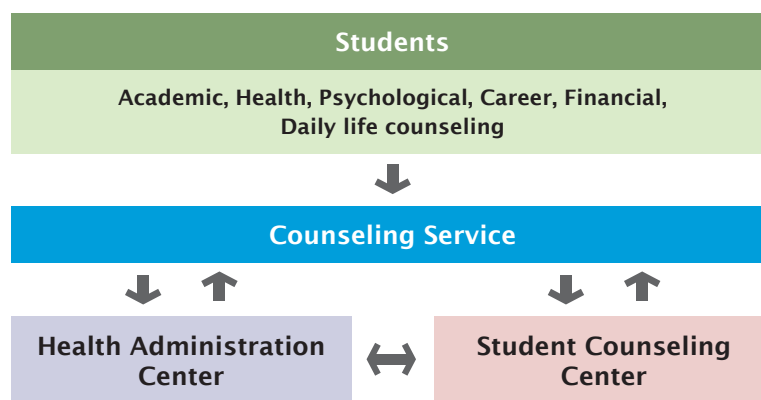 Students
Academic, Health, Psychological, Career, Financial,
Daily life counseling
Counseling Service
Health Administration
Center
Student Counseling
Center